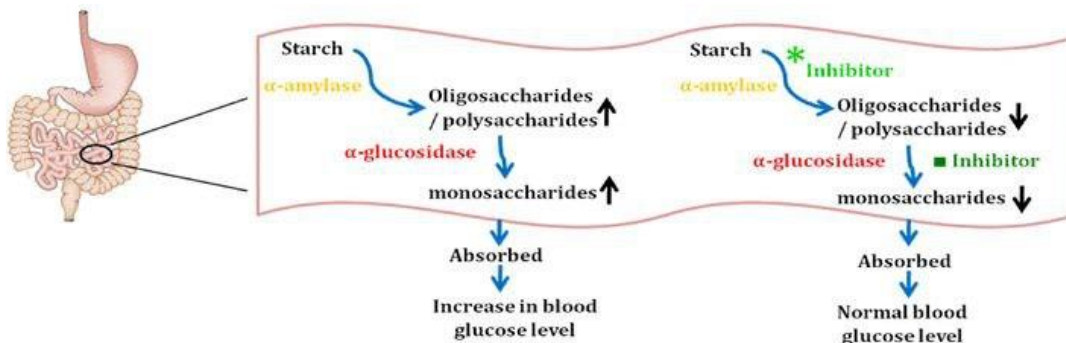 Starch
α-amylase
Oligosaccharides
/ polysaccharides
α-glucosidase
monosaccharides
Absorbed
Increase in blood
glucose level
Starch
*
Inhibitor
α-amylase
Oligosaccharides
/ polysaccharides
α-glucosidase
Inhibitor
monosaccharides
Absorbed
Normal blood
glucose level